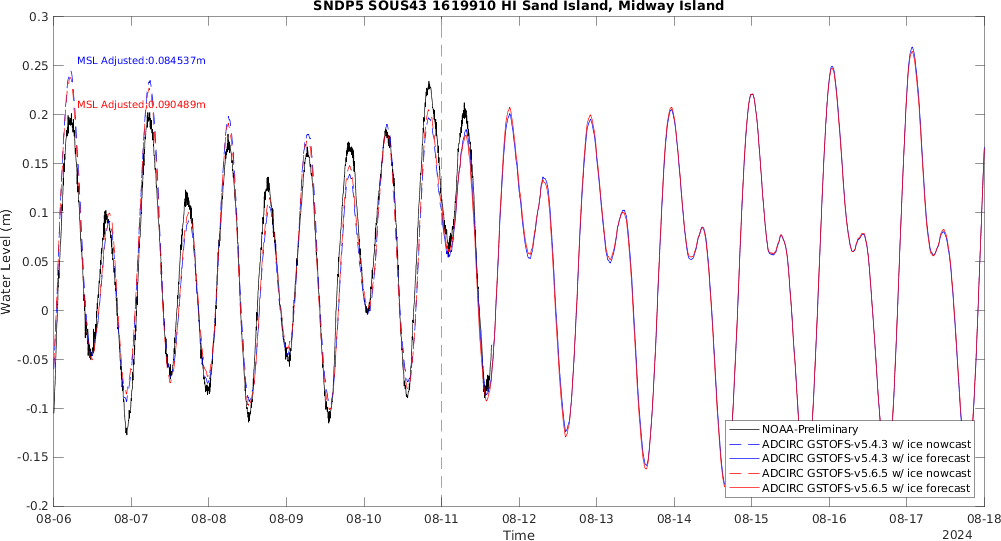 SNDP5 SOUS43 1619910 HI Sand Island, Midway Island
0.3
0.25
0.2
0.15
0.1
0.05
0
-0.05
-0.1
-0.15
-0.2
Water Level (m)
MSL Adjusted:0.084537m
MSL Adjusted:0.090489m
NOAA-Preliminary
ADCIRC GSTOFS-v5.4.3 w/ ice nowcast
ADCIRC GSTOFS-v5.4.3 w/ ice forecast
ADCIRC GSTOFS-v5.6.5 w/ ice nowcast
ADCIRC GSTOFS-v5.6.5 w/ ice forecast
08-06 08-07 08-08 08-09 08-10 08-11 08-12 08-13 08-14 08-15 08-16 08-17 08-18
Time
2024